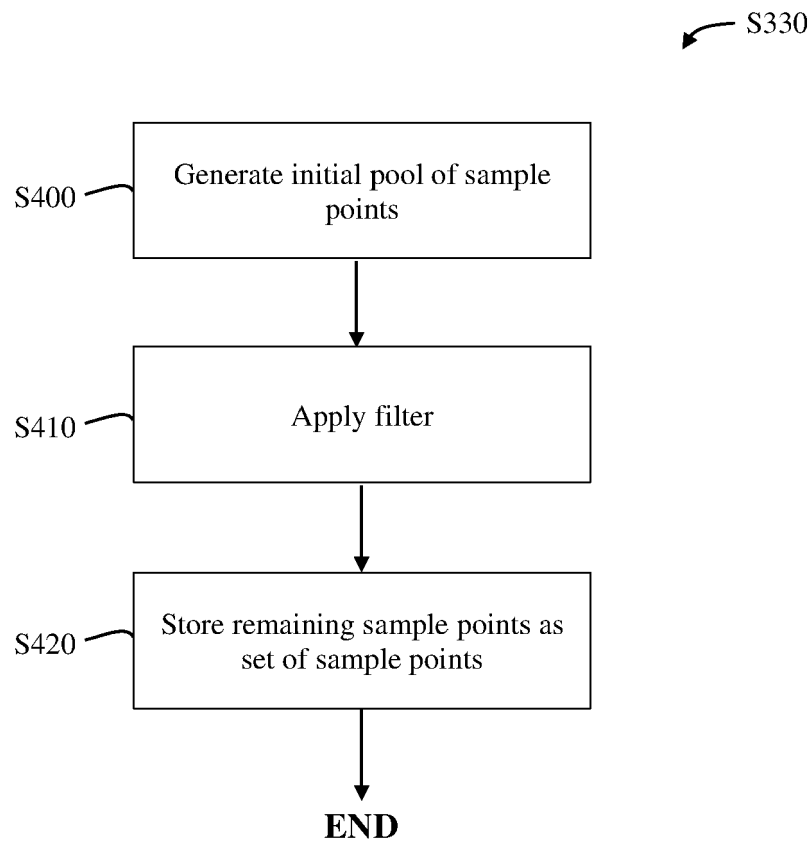 S330
S400
Generate initial pool of sample
points
S410
Apply filter
S420
Store remaining sample points as
set of sample points
END